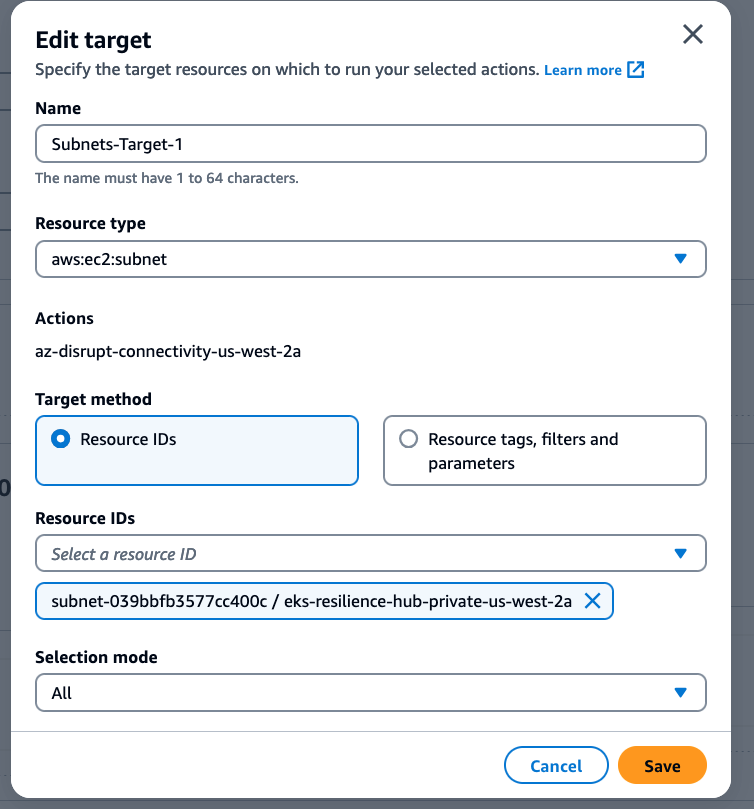 Edit target
Specify the target resources on which to run your selected actions. Learn more
Name
Subnets-Target-1
The name must have 1 to 64 characters.
Resource type
aws:ec2:subnet
Actions
az-disrupt-connectivity-us-west-2a
Target method
Resource IDs
Resource tags, filters and
parameters
Resource IDs
Select a resource ID
subnet-039bbfb3577cc400c / eks-resilience-hub-private-us-west-2a
Selection mode
All
Cancel
Save